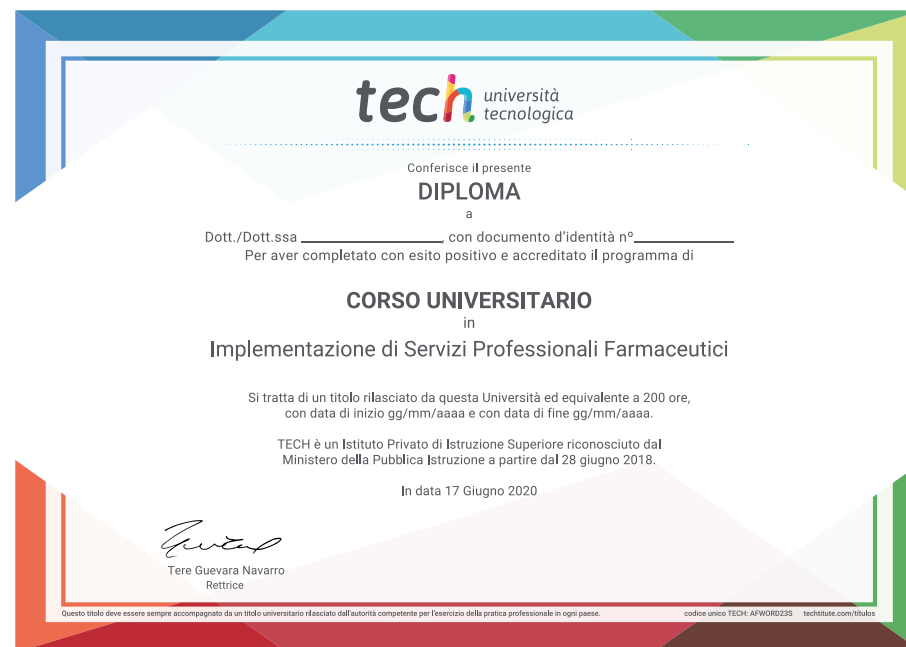 tech università
tecnologica
Conferisce il presente
DIPLOMA
a
Dott./Dott.ssa ____________________, con documento d'identità nº______________
Per aver completato con esito positivo e accreditato il programma di
CORSO UNIVERSITARIO
in
Implementazione di Servizi Professionali Farmaceutici
Si tratta di un titolo rilasciato da questa Università ed equivalente a 200 ore,
con data di inizio gg/mm/aaaa e con data di fine gg/mm/aaaa.
TECH è un Istituto Privato di Istruzione Superiore riconosciuto dal
Ministero della Pubblica Istruzione a partire dal 28 giugno 2018.
In data 17 Giugno 2020
Tere Guevara Navarro
Rettrice
Questo titolo deve essere sempre accompagnato da un titolo universitario rilasciato dall'autorità competente per l'esercizio della pratica professionale in ogni paese. codice unico TECH: AFWORD23S techtitute.com/titulos